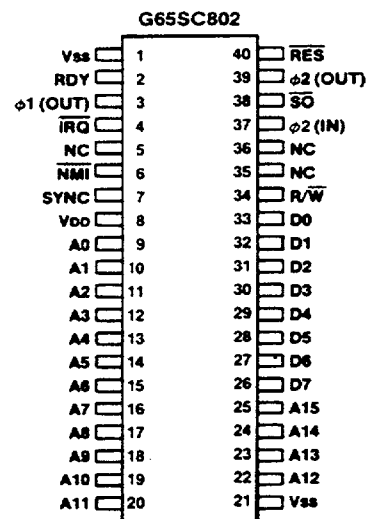 G65SC802
Vss 1 40 R̅E̅S̅
RDY 2 39 ϕ2 (OUT)
ϕ1 (OUT) 3 38 S̅O̅
I̅R̅Q̅ 4 37 ϕ2 (IN)
NC 5 36 NC
N̅M̅I̅ 6 35 NC
SYNC 7 34 R/W̅
VDD 8 33 D0
A0 9 32 D1
A1 10 31 D2
A2 11 30 D3
A3 12 29 D4
A4 13 28 D5
A5 14 27 D6
A6 15 26 D7
A7 16 25 A15
A8 17 24 A14
A9 18 23 A13
A10 19 22 A12
A11 20 21 Vss